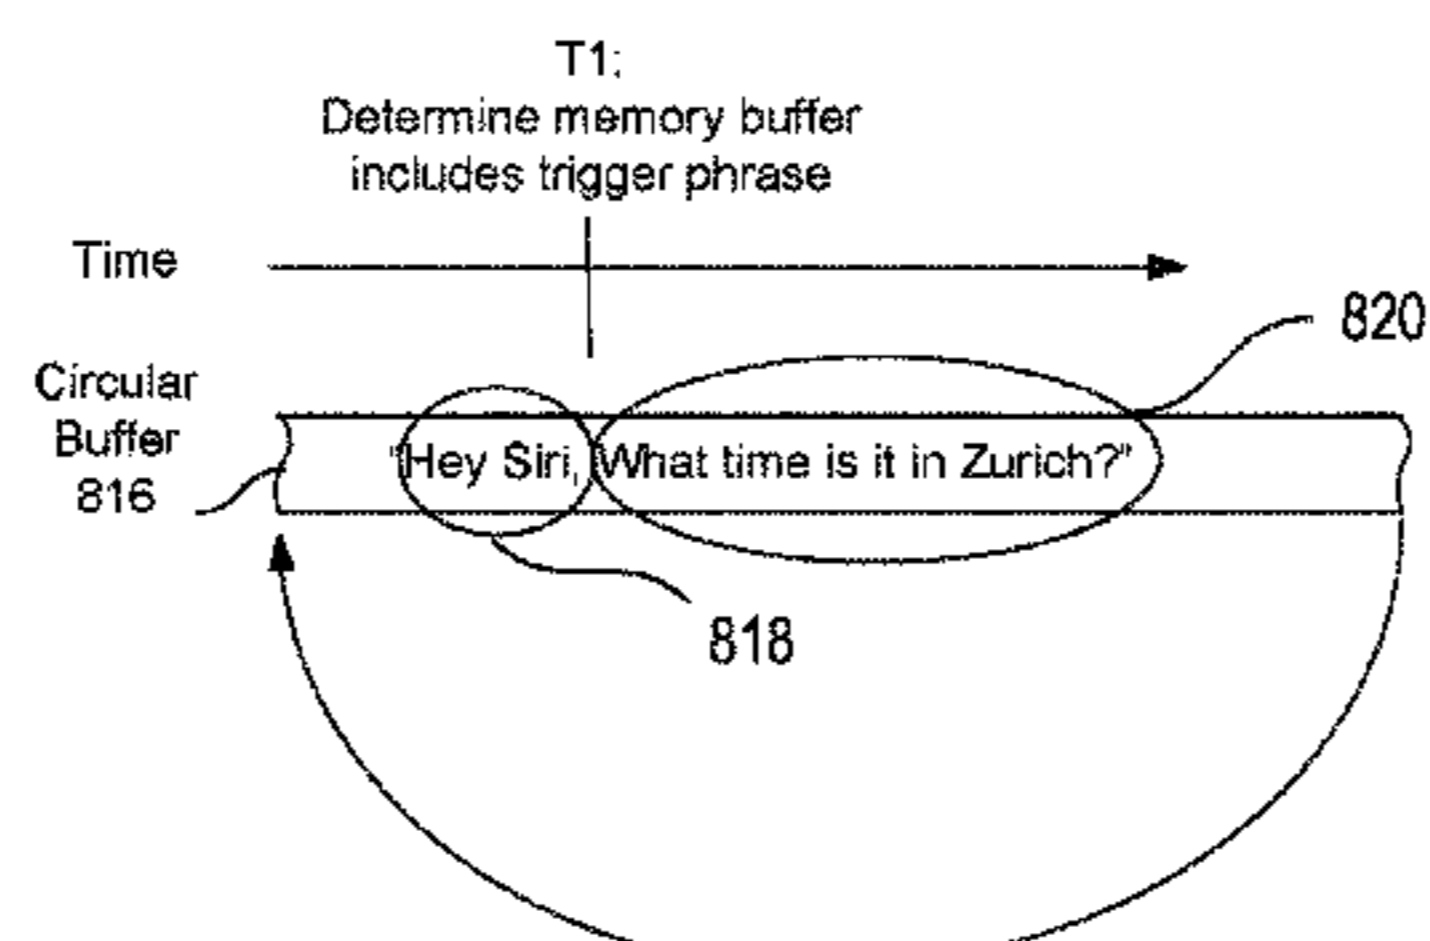 T1:
Determine memory buffer
includes trigger phrase
Time
820
Circular
Buffer
816
"Hey Siri, What time is it in Zurich?"
818